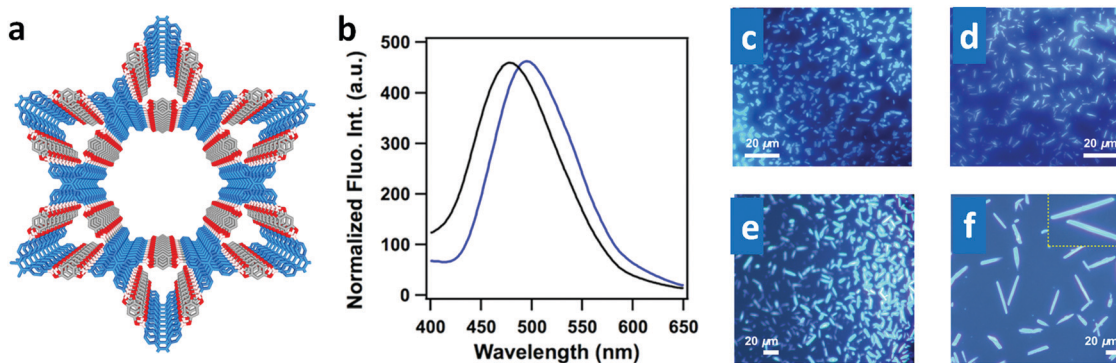 a
b
Normalized Fluo. Int. (a.u.)
500
400
300
200
100
0
400 450 500 550 600 650
Wavelength (nm)
c
20 µm
d
20 µm
e
20 µm
f
20 µm